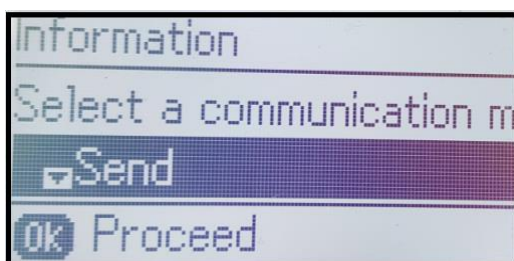 Information
Select a communication m
Send
OK Proceed